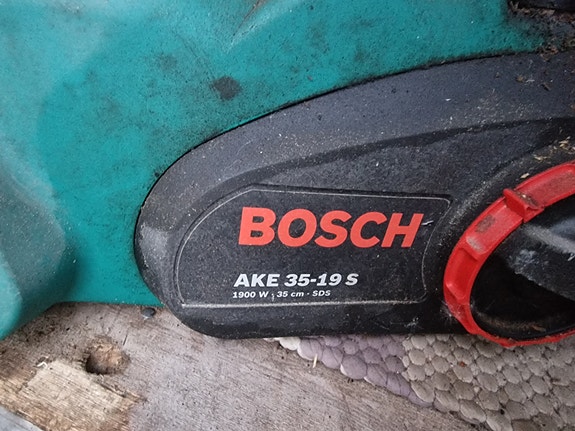 BOSCH
AKE 35-19 S
1900 W · 35 cm · SDS